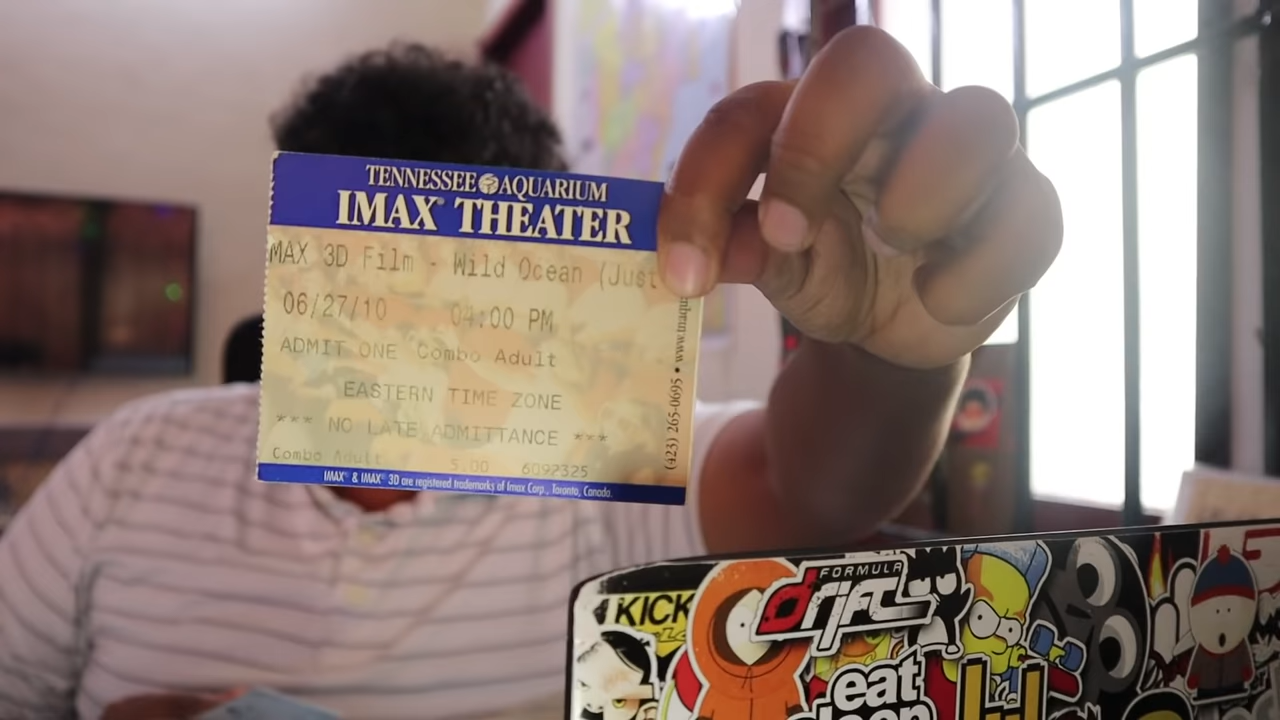 TENNESSEE AQUARIUM
IMAX® THEATER
MAX 3D Film - Wild Ocean (Just
06/27/10 04:00 PM
ADMIT ONE Combo Adult
EASTERN TIME ZONE
*** NO LATE ADMITTANCE ***
Combo Adult 5.00 6092325
IMAX® & IMAX® 3D are registered trademarks of Imax Corp., Toronto, Canada.
(423) 265-0695 • www
FORMULA
drift
KICK
eat